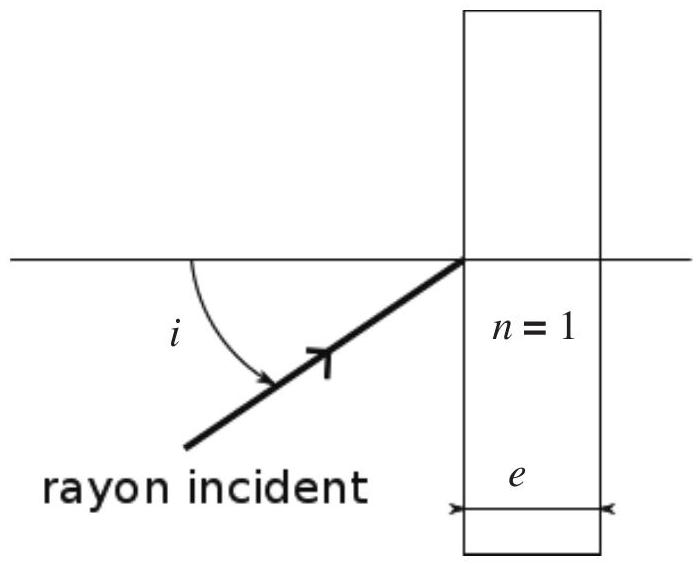 i
n = 1
e
rayon incident